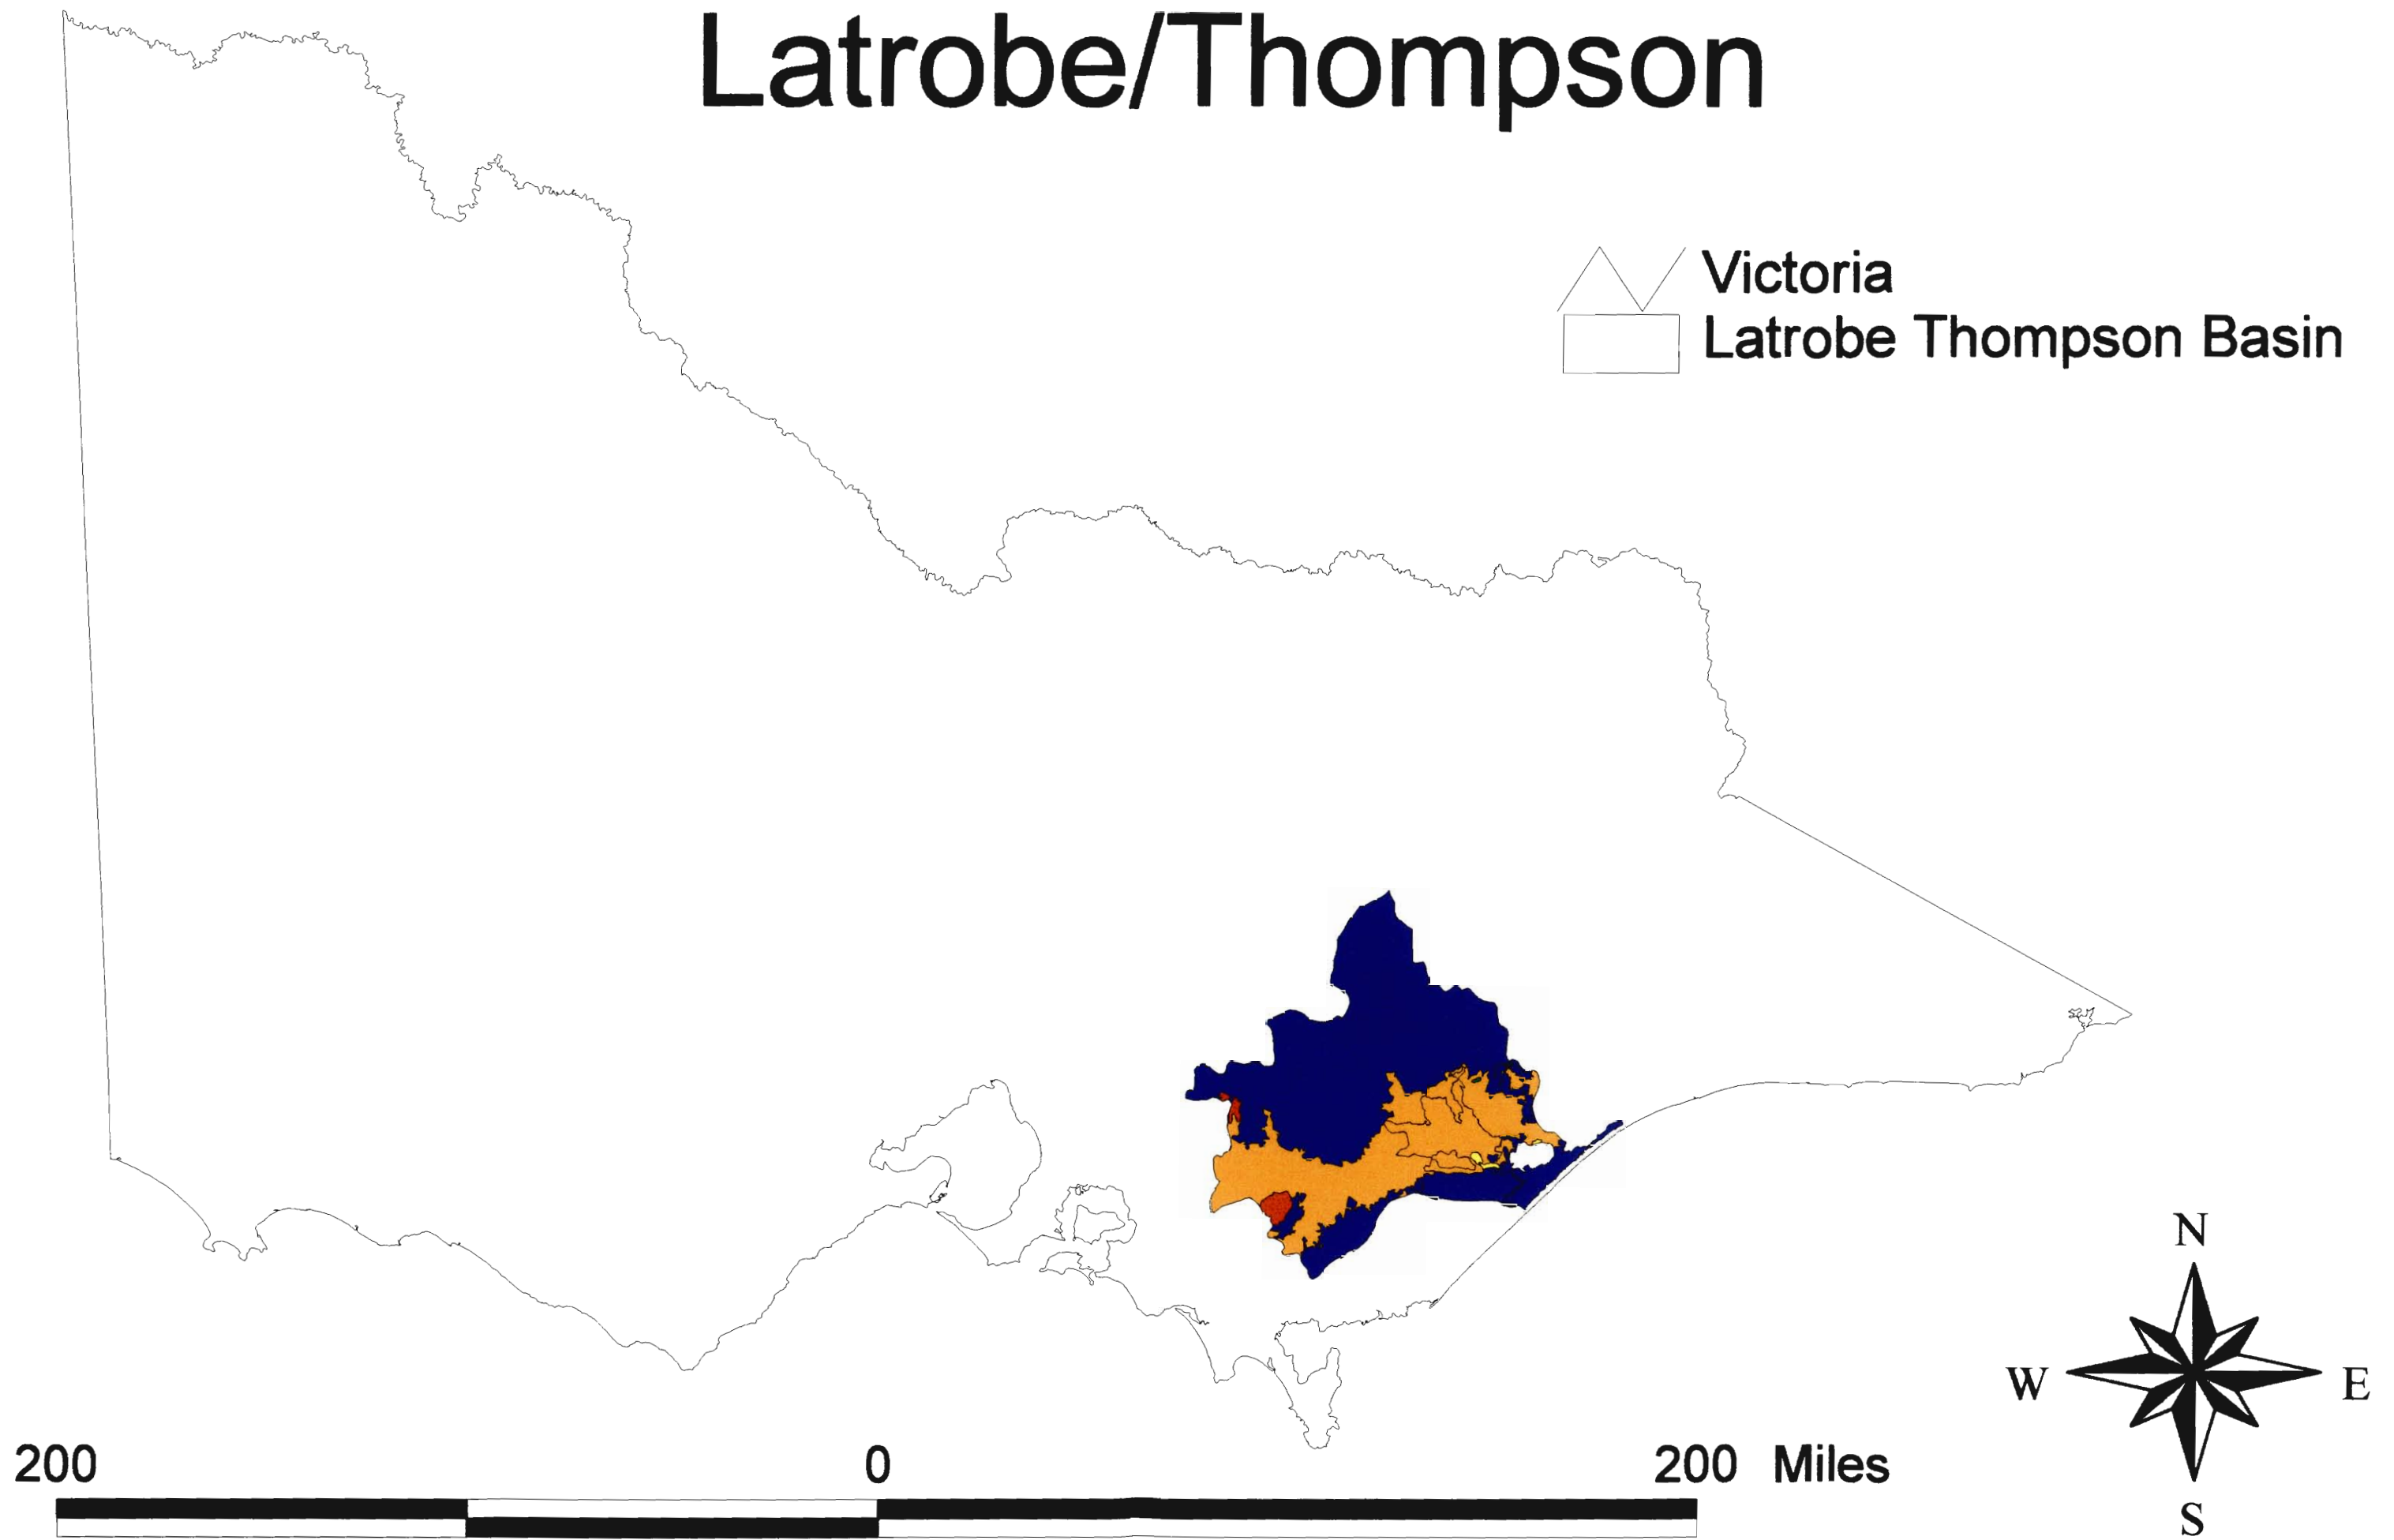 Latrobe/Thompson
Victoria
Latrobe Thompson Basin
N
W E
S
200 0 200 Miles